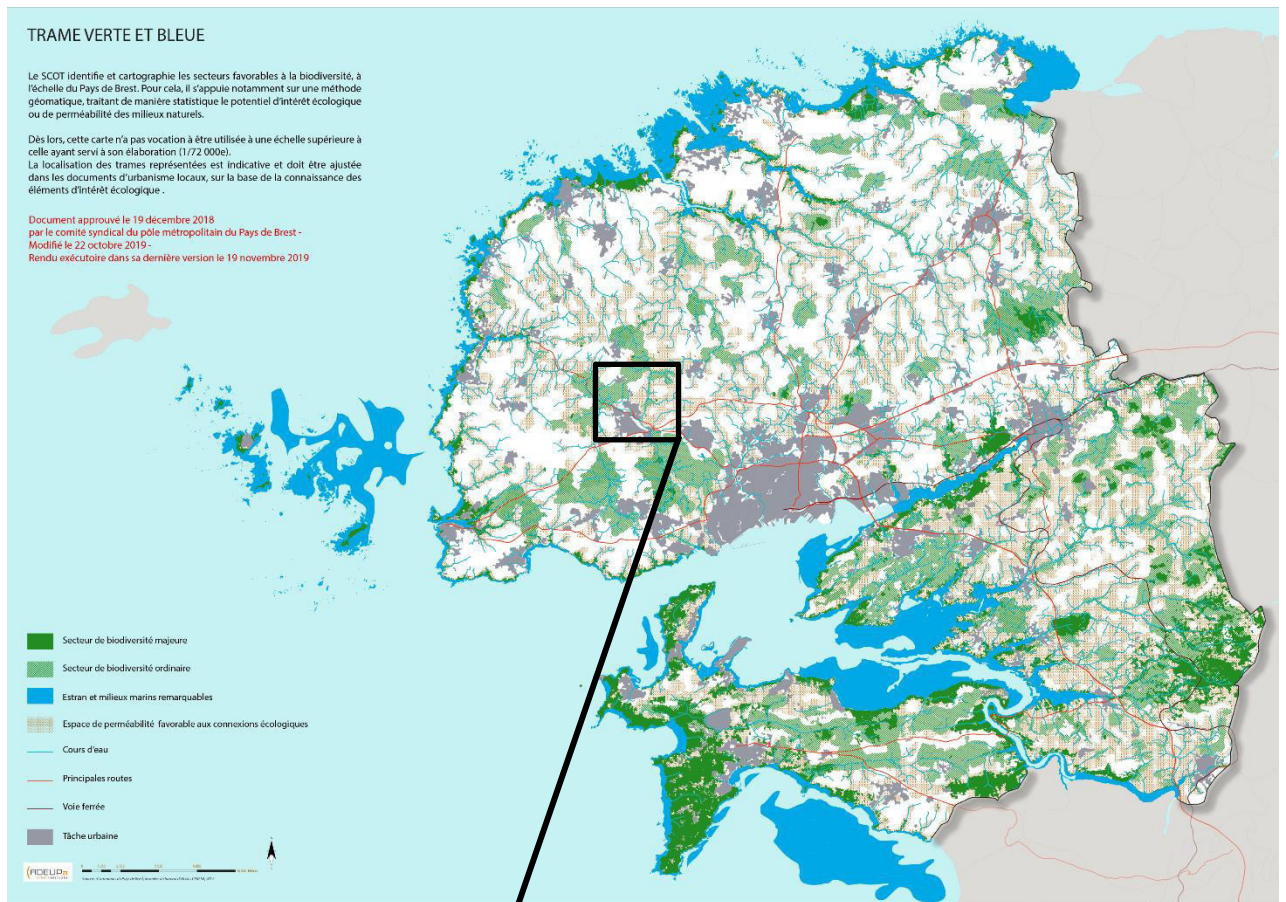 TRAME VERTE ET BLEUE
Le SCOT identifie et cartographie les secteurs favorables à la biodiversité, à
l'échelle du Pays de Brest. Pour cela, il s'appuie notamment sur une méthode
géomatique, traitant de manière statistique le potentiel d'intérêt écologique
ou de perméabilité des milieux naturels.
Dès lors, cette carte n'a pas vocation à être utilisée à une échelle supérieure à
celle ayant servi à son élaboration (1/72 000e).
La localisation des trames représentées est indicative et doit être ajustée
dans les documents d'urbanisme locaux, sur la base de la connaissance des
éléments d'intérêt écologique .
Document approuvé le 19 décembre 2018
par le comité syndical du pôle métropolitain du Pays de Brest -
Modifié le 22 octobre 2019 -
Rendu exécutoire dans sa dernière version le 19 novembre 2019
Secteur de biodiversité majeure
Secteur de biodiversité ordinaire
Estran et milieux marins remarquables
Espace de perméabilité favorable aux connexions écologiques
Cours d'eau
Principales routes
Voie ferrée
Tâche urbaine